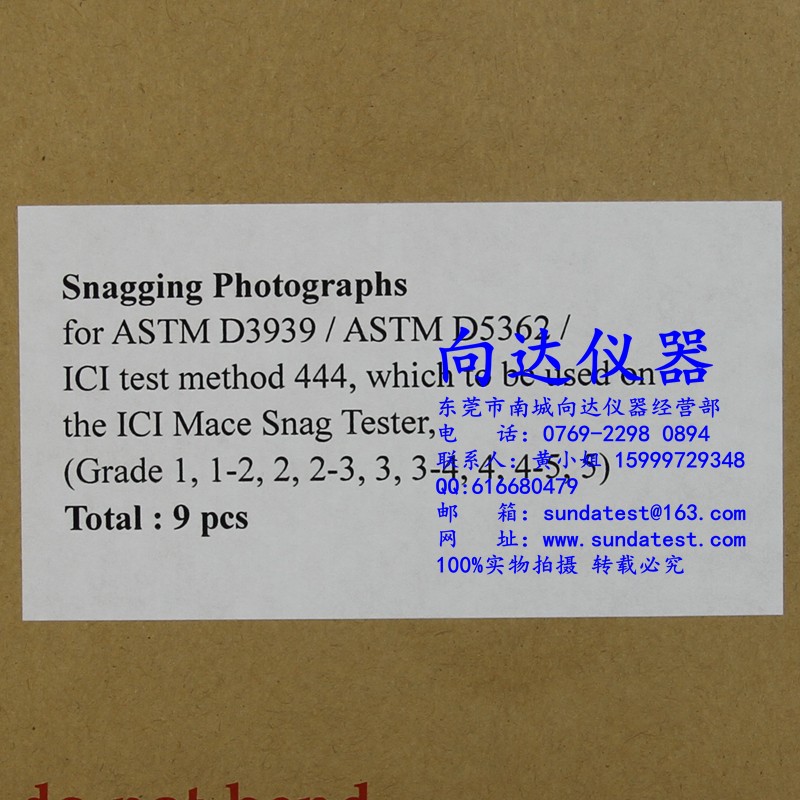 Snagging Photographs
for ASTM D3939 / ASTM D5362 /
ICI test method 444, which to be used on
the ICI Mace Snag Tester,
(Grade 1, 1-2, 2, 2-3, 3, 3-4, 4, 4-5, 5)
Total : 9 pcs
向达仪器
东莞市南城向达仪器经营部
电 话: 0769-2298 0894
联系人: 黄小姐 15999729348
QQ:616680479
邮 箱: sundatest@163.com
网 址: www.sundatest.com
100%实物拍摄 转载必究
do not bend